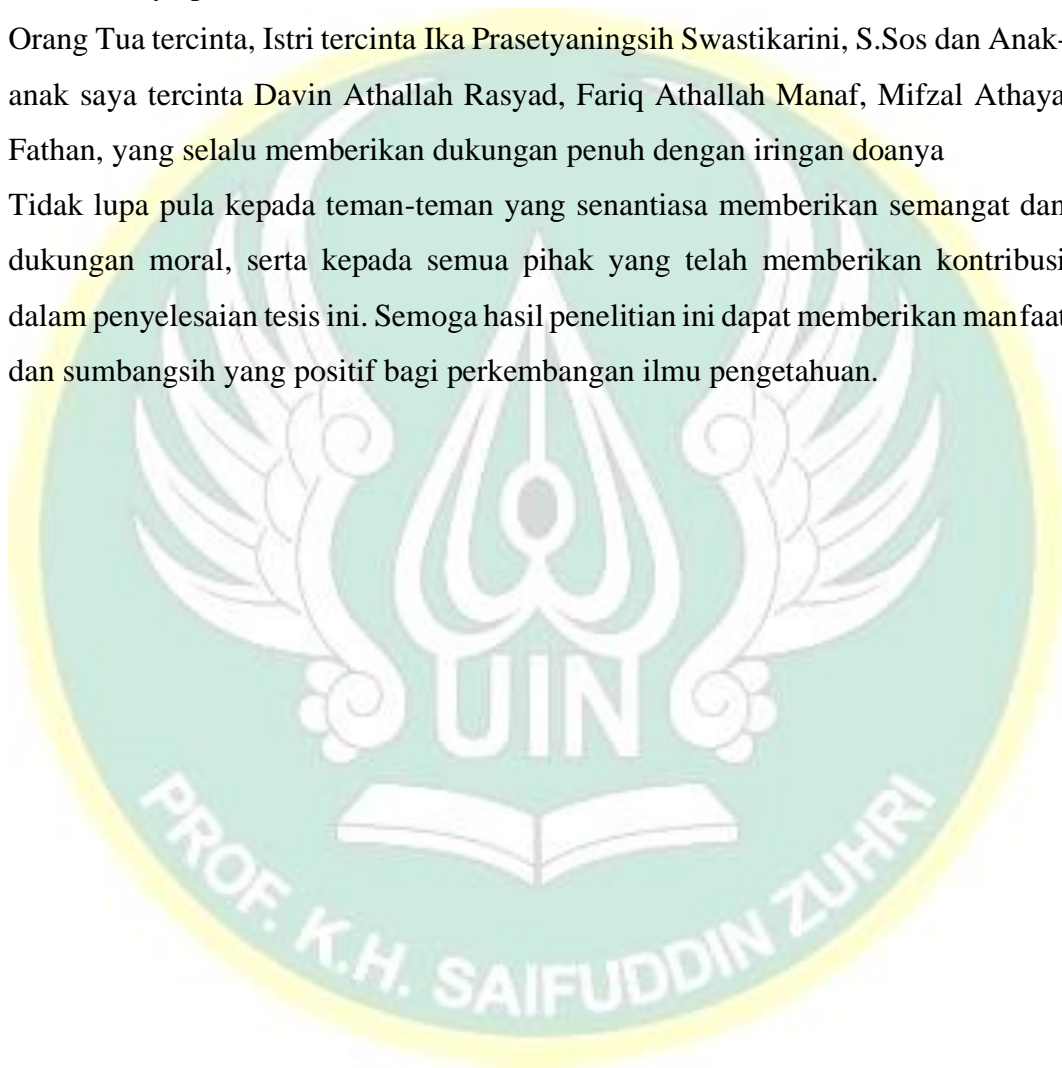 Orang Tua tercinta, Istri tercinta Ika Prasetyaningsih Swastikarini, S.Sos dan Anak-
anak saya tercinta Davin Athallah Rasyad, Fariq Athallah Manaf, Mifzal Athaya
Fathan, yang selalu memberikan dukungan penuh dengan iringan doanya
Tidak lupa pula kepada teman-teman yang senantiasa memberikan semangat dan
dukungan moral, serta kepada semua pihak yang telah memberikan kontribusi
dalam penyelesaian tesis ini. Semoga hasil penelitian ini dapat memberikan manfaat
dan sumbangsih yang positif bagi perkembangan ilmu pengetahuan.
UIN
PROF. K.H. SAIFUDDIN ZUHRI